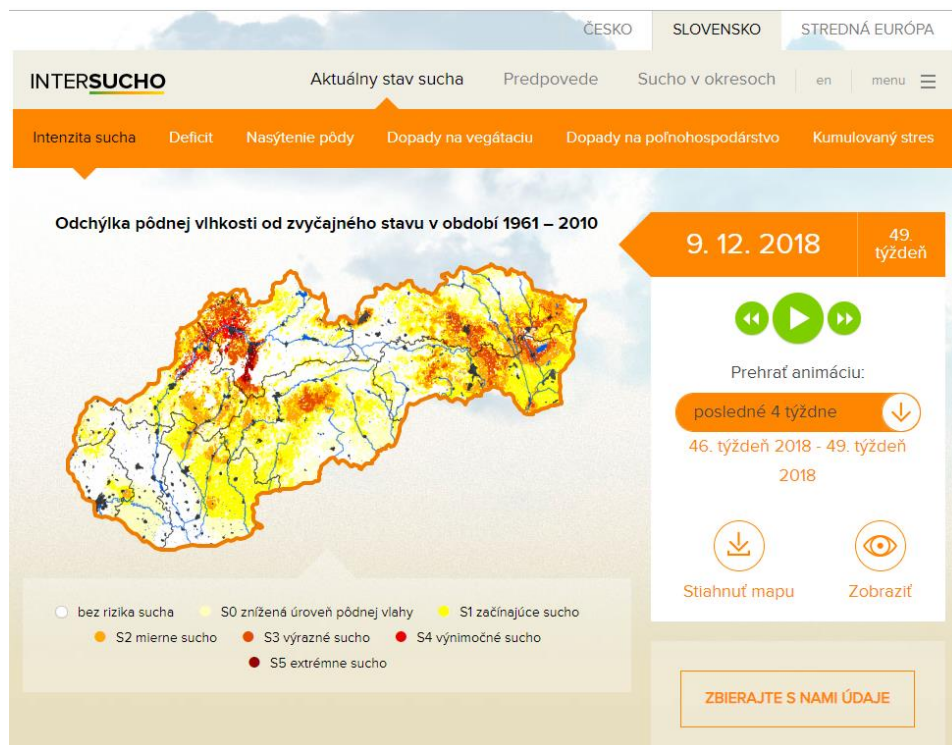 ČESKO SLOVENSKO STREDNÁ EURÓPA
INTERSUCHO Aktuálny stav sucha Predpovede Sucho v okresoch en menu
Intenzita sucha Deficit Nasýtenie pôdy Dopady na vegátaciu Dopady na poľnohospodárstvo Kumulovaný stres
Odchýlka pôdnej vlhkosti od zvyčajného stavu v období 1961 – 2010
9. 12. 2018
49.
týždeň
Prehrať animáciu:
posledné 4 týždne
46. týždeň 2018 - 49. týždeň
2018
Stiahnuť mapu Zobraziť
bez rizika sucha S0 znížená úroveň pôdnej vlahy S1 začínajúce sucho
S2 mierne sucho S3 výrazné sucho S4 výnimočné sucho
S5 extrémne sucho
ZBIERAJTE S NAMI ÚDAJE